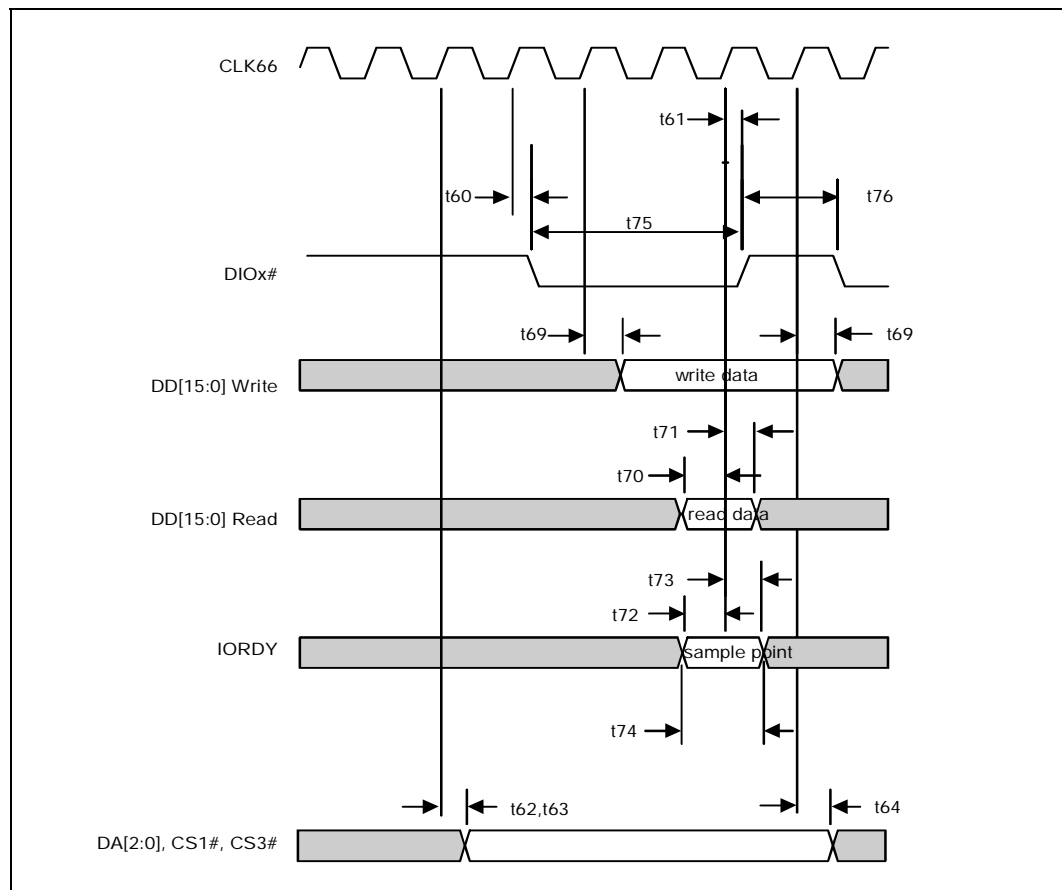 CLK66
t61
t60
t76
t75
DIOx#
t69
t69
DD[15:0] Write
write data
t71
t70
DD[15:0] Read
read data
t73
t72
IORDY
sample point
t74
t62,t63
t64
DA[2:0], CS1#, CS3#